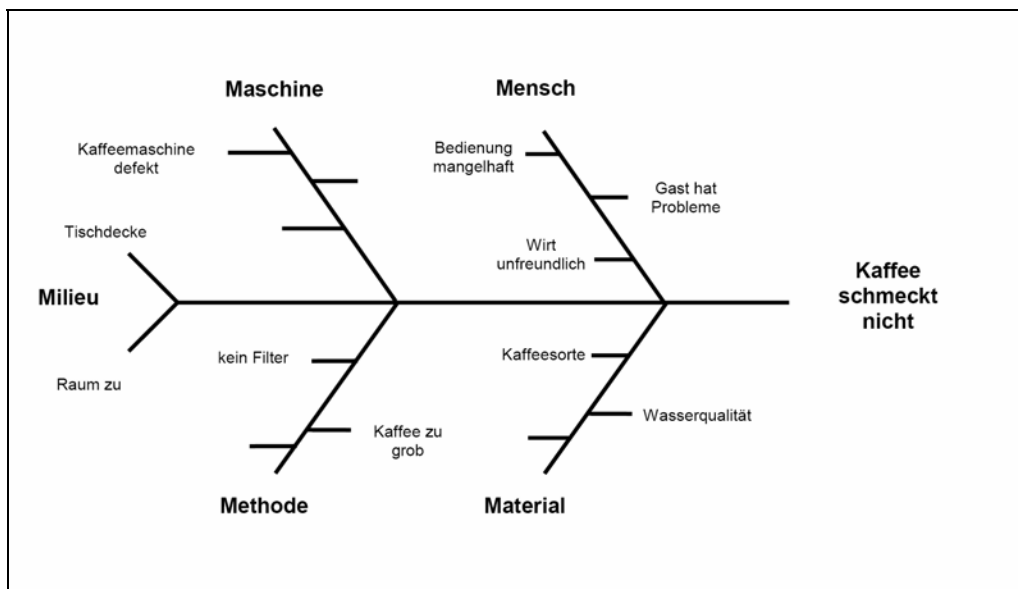 Maschine
Mensch
Kaffeemaschine
defekt
Bedienung
mangelhaft
Gast hat
Probleme
Tischdecke
Wirt
unfreundlich
Milieu
Kaffee
schmeckt
nicht
kein Filter
Kaffeesorte
Raum zu
Kaffee zu
grob
Wasserqualität
Methode
Material